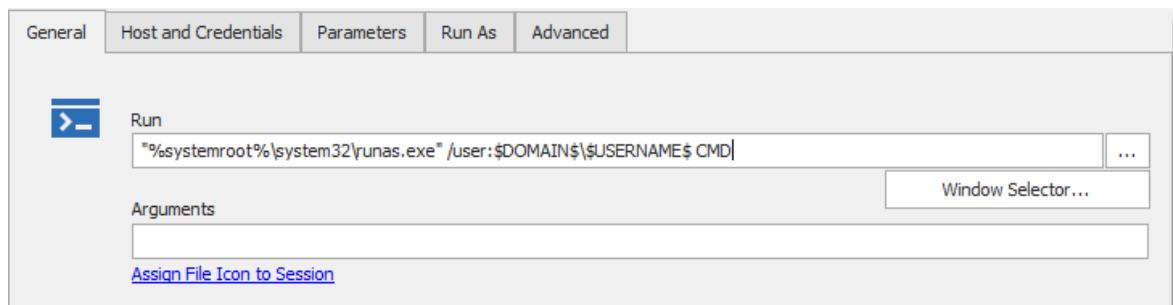 General Host and Credentials Parameters Run As Advanced
Run
"%systemroot%\system32\runas.exe" /user:$DOMAIN$\$USERNAME$ CMD
...
Window Selector...
Arguments
Assign File Icon to Session